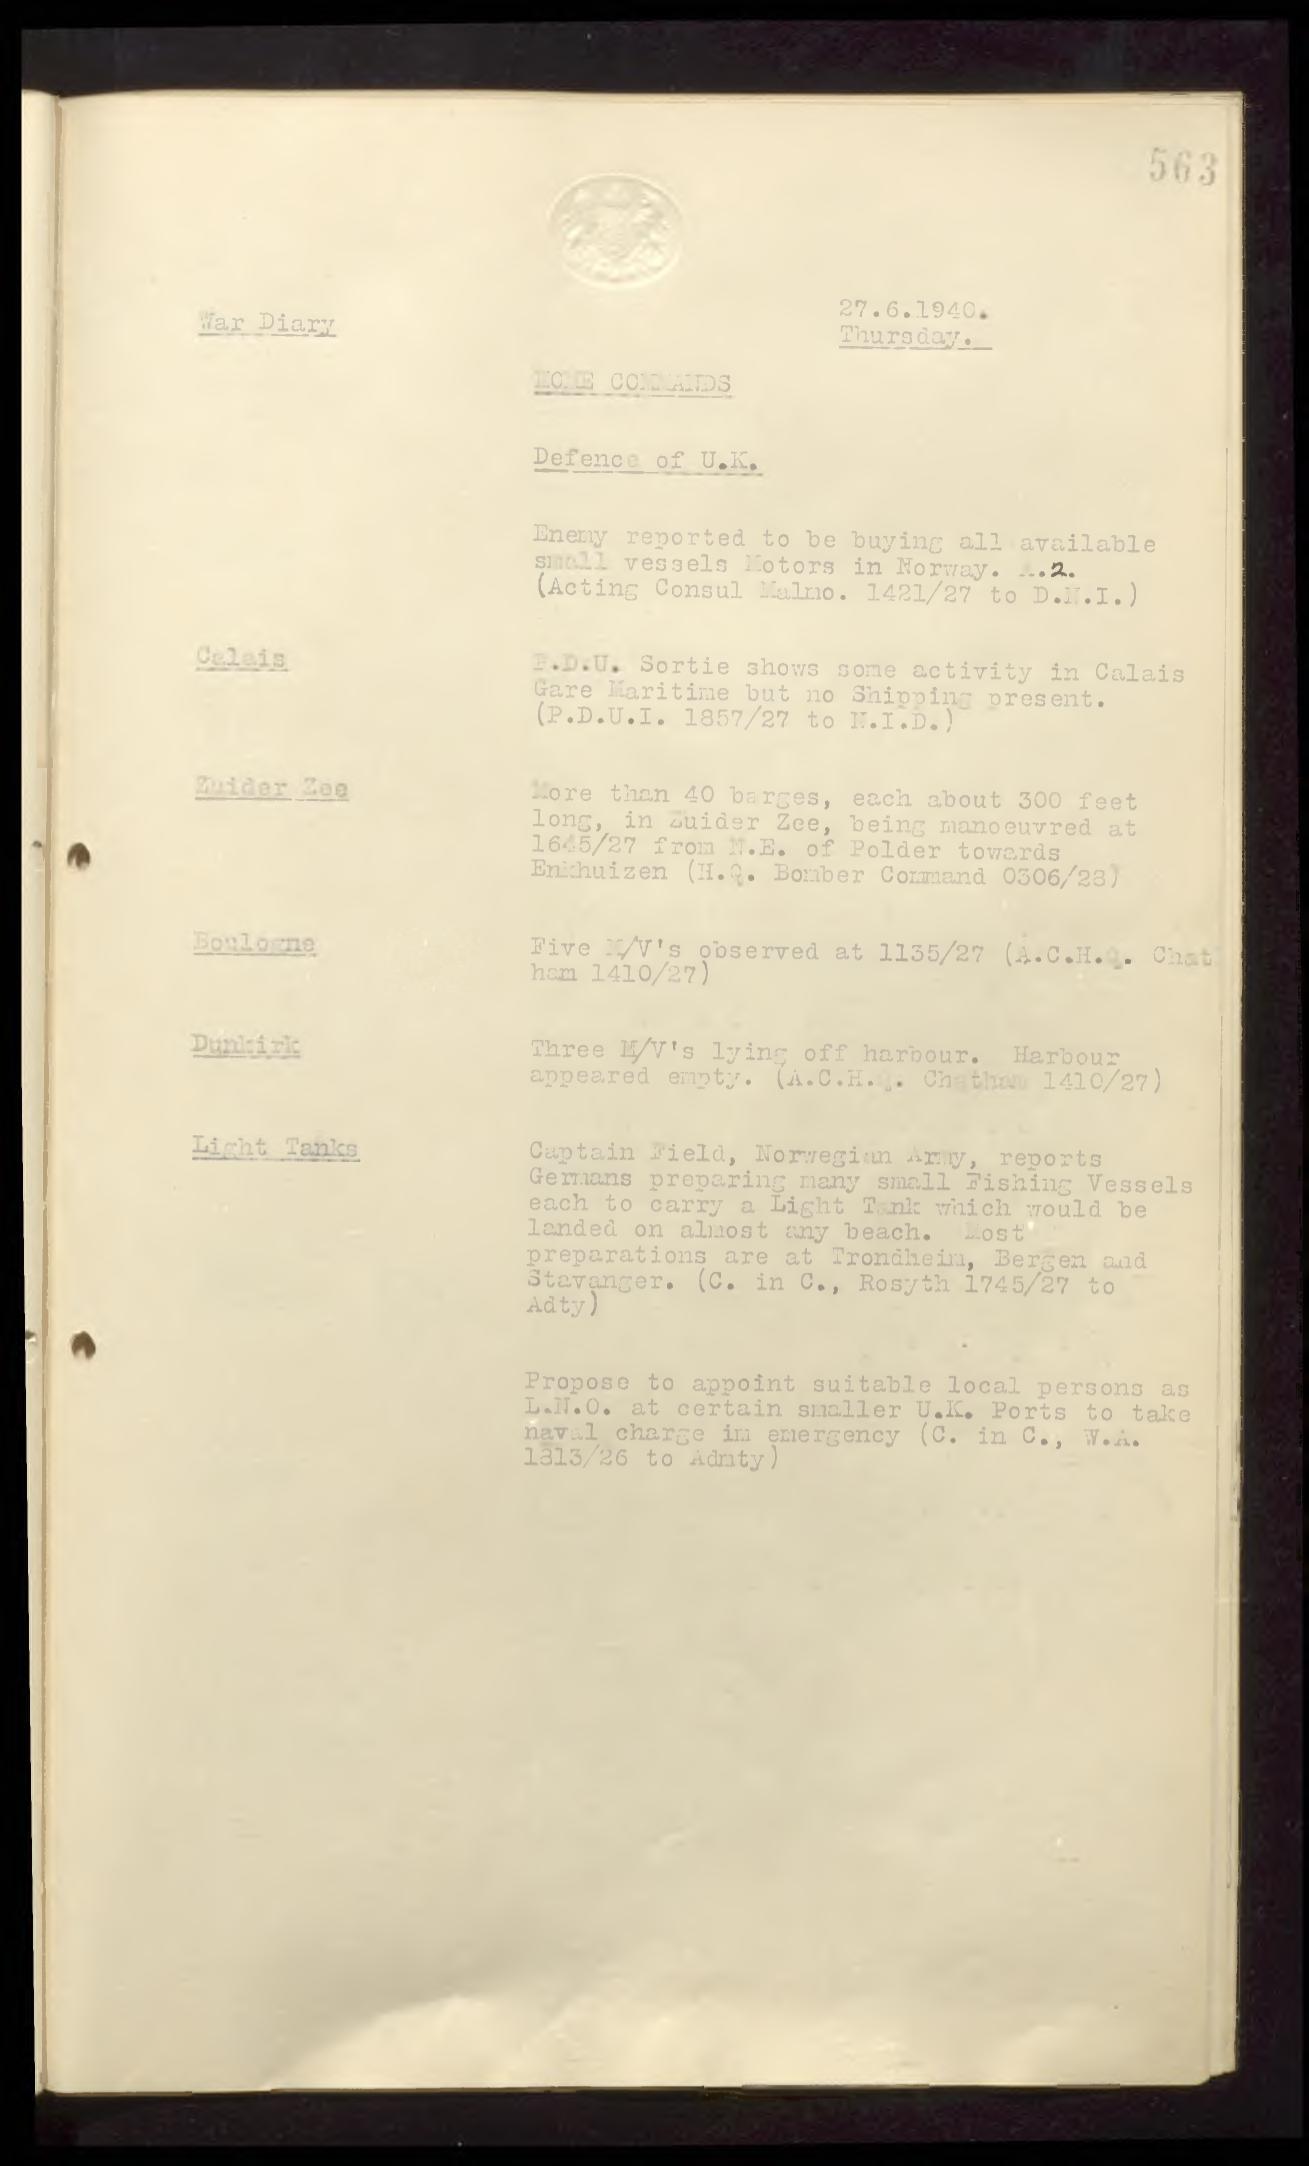 563
War Diary
27.6.1940.
Thursday.
HOME COMMANDS
Defence of U.K.
Enemy reported to be buying all available
small vessels Motors in Norway. A.2.
(Acting Consul Malmo. 1421/27 to D.N.I.)
Calais
P.D.U. Sortie shows some activity in Calais
Gare Maritime but no Shipping present.
(P.D.U.I. 1857/27 to N.I.D.)
Zuider Zee
More than 40 barges, each about 300 feet
long, in Zuider Zee, being manoeuvred at
1645/27 from N.E. of Polder towards
Enkhuizen (H.Q. Bomber Command 0306/28)
Boulogne
Five M/V's observed at 1135/27 (A.C.H.Q. Chat
ham 1410/27)
Dunkirk
Three M/V's lying off harbour. Harbour
appeared empty. (A.C.H.Q. Chatham 1410/27)
Light Tanks
Captain Field, Norwegian Army, reports
Germans preparing many small Fishing Vessels
each to carry a Light Tank which would be
landed on almost any beach. Most
preparations are at Trondheim, Bergen and
Stavanger. (C. in C., Rosyth 1745/27 to
Adty)
Propose to appoint suitable local persons as
L.N.O. at certain smaller U.K. Ports to take
naval charge in emergency (C. in C., W.A.
1313/26 to Admty)